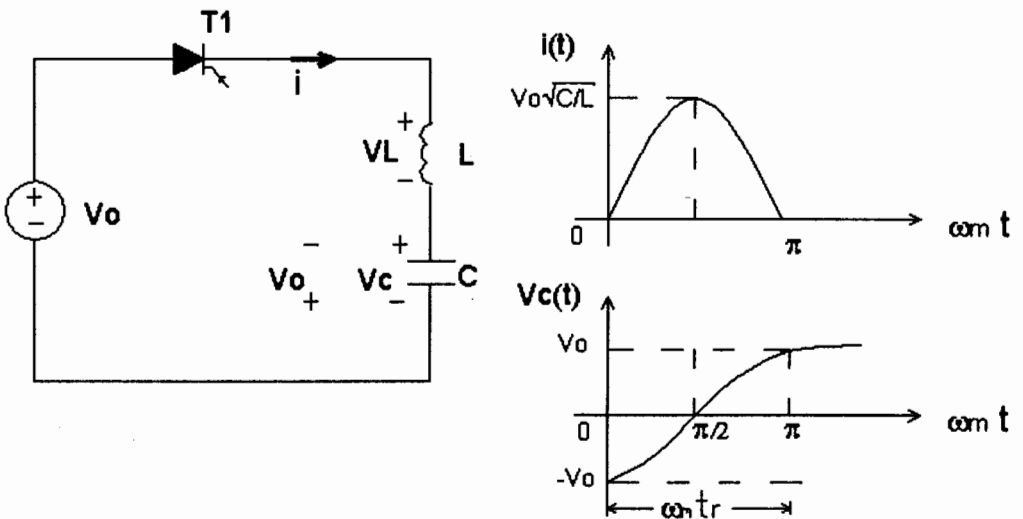 T1
i
+
VL
L
−
+
−
Vo
−
Vo
+
+
Vc
−
C
i(t)
Vo√C/L
0
π
ωm t
Vc(t)
Vo
0
π/2
π
ωm t
-Vo
ωm tr